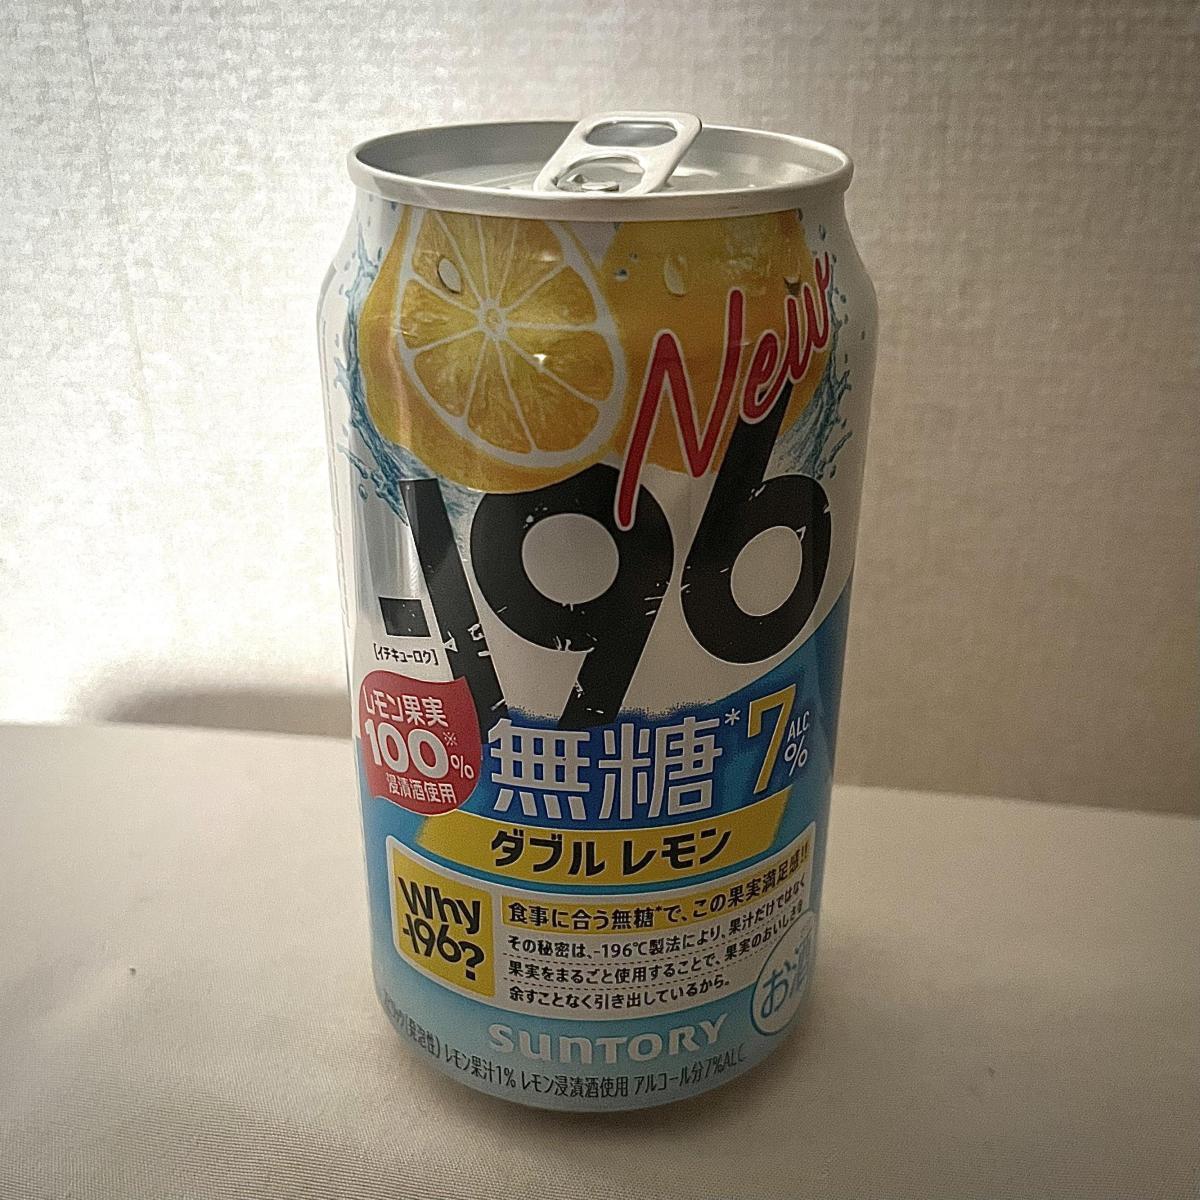 New
-196
[イチキューロク]
レモン果実
100※%
浸漬酒使用
無糖* 7 ALC %
ダブルレモン
Why
-196?
食事に合う無糖*で、この果実満足感!!
その秘密は、-196℃製法により、果汁だけではなく
果実をまるごと使用することで、果実のおいしさを
余すことなく引き出しているから。
お酒
SUNTORY
(発泡性) レモン果汁1% レモン浸漬酒使用 アルコール分7%ALC